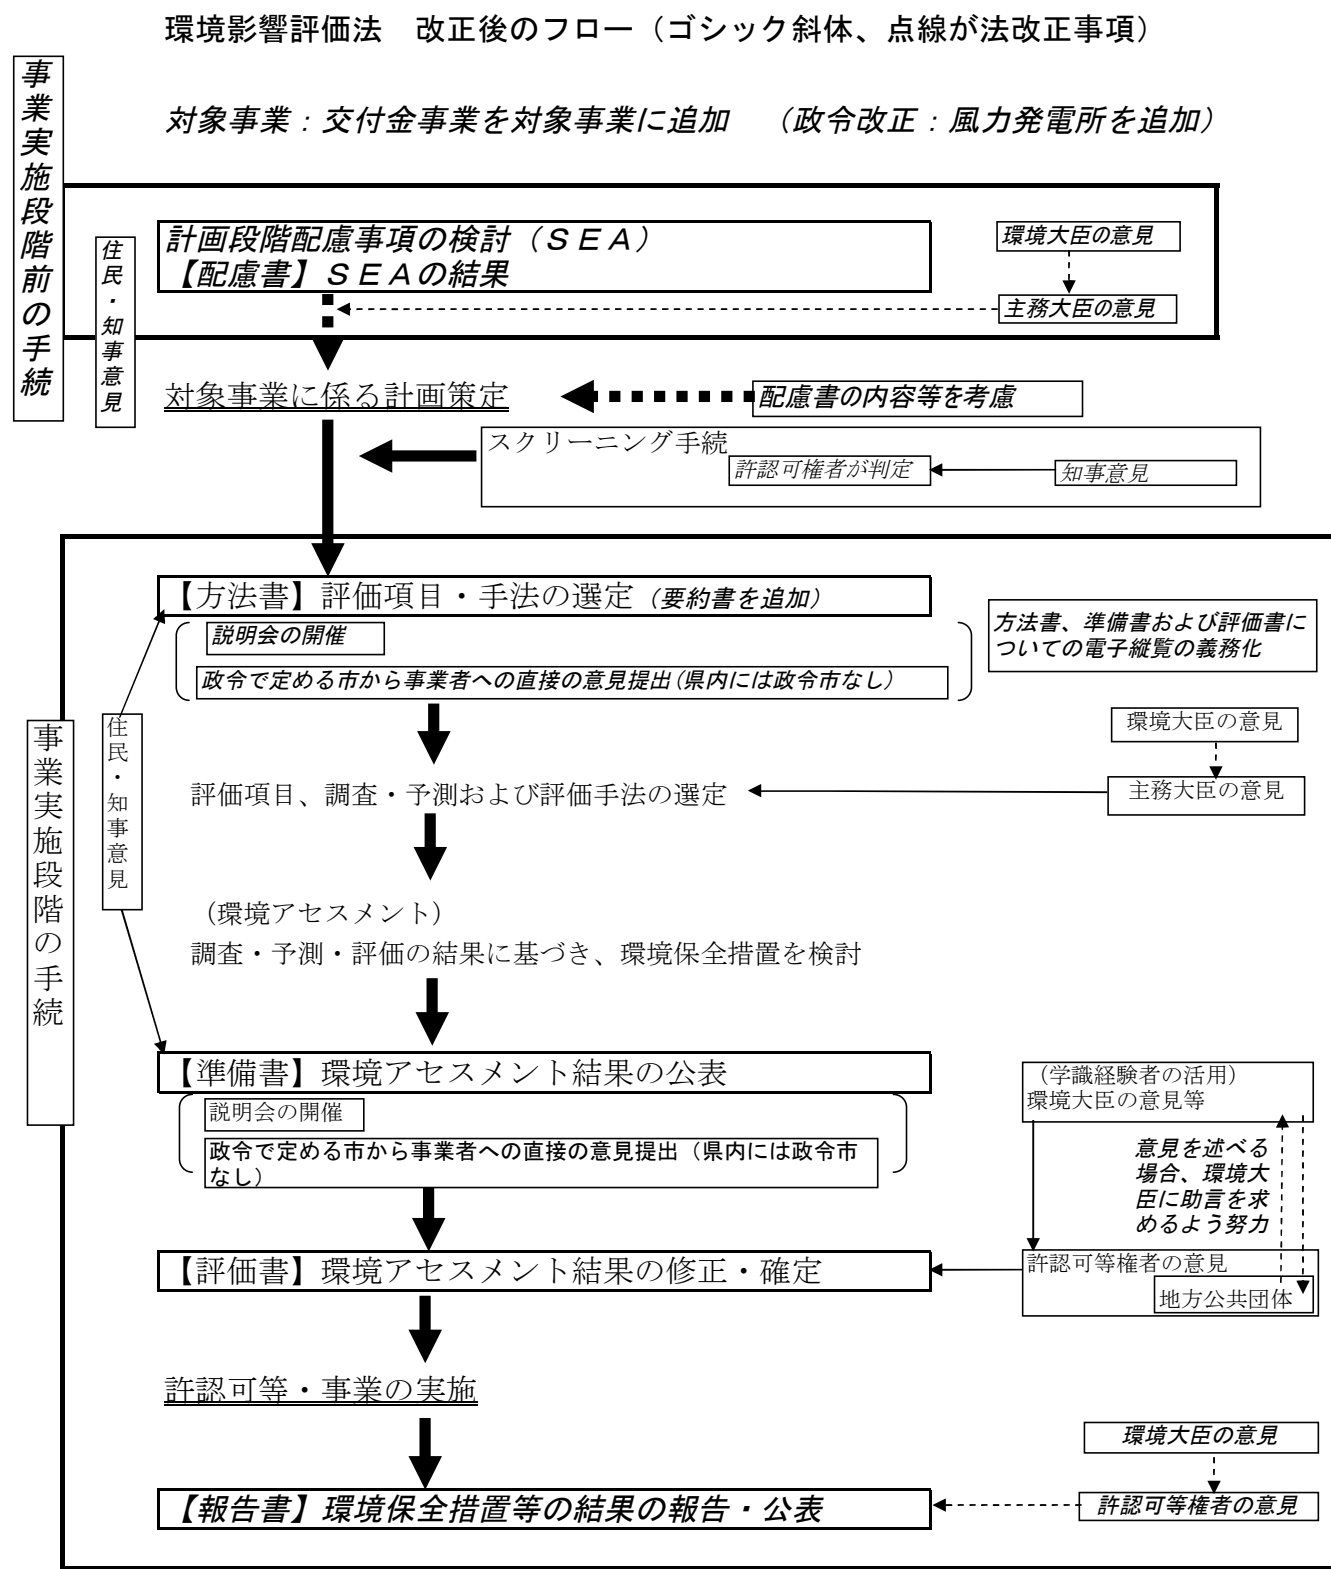 環境影響評価法　改正後のフロー（ゴシック斜体、点線が法改正事項）
事業実施段階前の手続
対象事業：交付金事業を対象事業に追加　（政令改正：風力発電所を追加）
住民・知事意見
計画段階配慮事項の検討（ＳＥＡ）
【配慮書】ＳＥＡの結果
環境大臣の意見
主務大臣の意見
対象事業に係る計画策定
配慮書の内容等を考慮
スクリーニング手続
許認可権者が判定
知事意見
事業実施段階の手続
【方法書】評価項目・手法の選定（要約書を追加）
説明会の開催
政令で定める市から事業者への直接の意見提出（県内には政令市なし）
方法書、準備書および評価書に
ついての電子縦覧の義務化
住民・知事意見
環境大臣の意見
主務大臣の意見
評価項目、調査・予測および評価手法の選定
（環境アセスメント）
調査・予測・評価の結果に基づき、環境保全措置を検討
【準備書】環境アセスメント結果の公表
説明会の開催
政令で定める市から事業者への直接の意見提出（県内には政令市
なし）
（学識経験者の活用）
環境大臣の意見等
意見を述べる
場合、環境大
臣に助言を求
めるよう努力
【評価書】環境アセスメント結果の修正・確定
許認可等権者の意見
地方公共団体
許認可等・事業の実施
環境大臣の意見
【報告書】環境保全措置等の結果の報告・公表
許認可等権者の意見